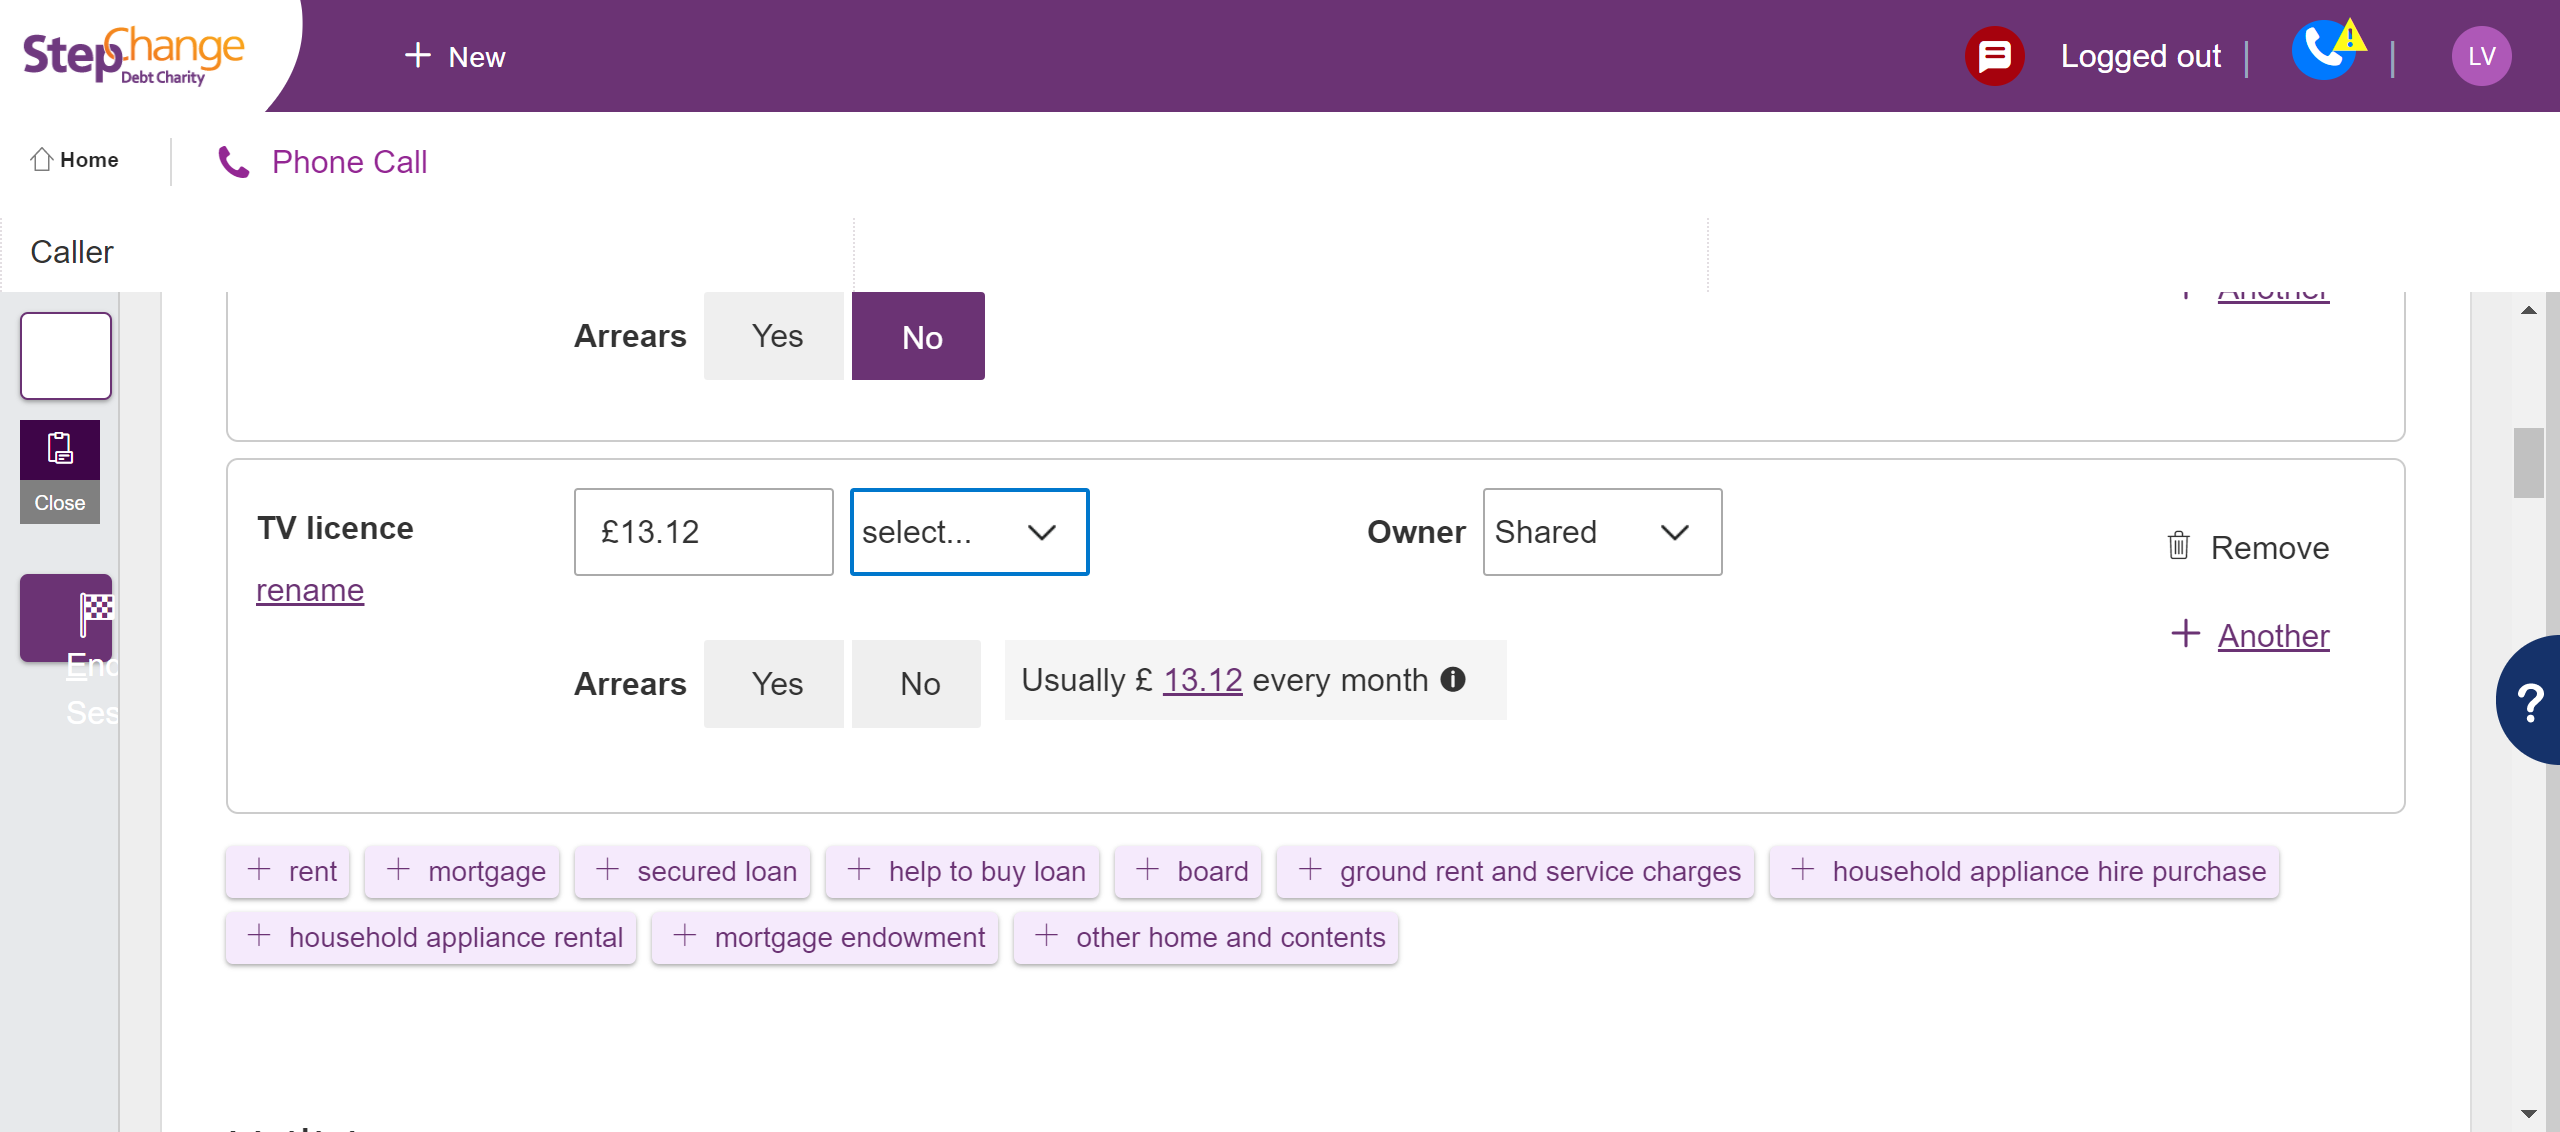 StepChange
Debt Charity
New
Logged out
LV
Home
Phone Call
Caller
Another
Arrears Yes No
Close
TV licence £13.12 select... Owner Shared
Remove
rename
Another
Arrears Yes No Usually £ 13.12 every month
?
rent mortgage secured loan help to buy loan board ground rent and service charges household appliance hire purchase
household appliance rental mortgage endowment other home and contents